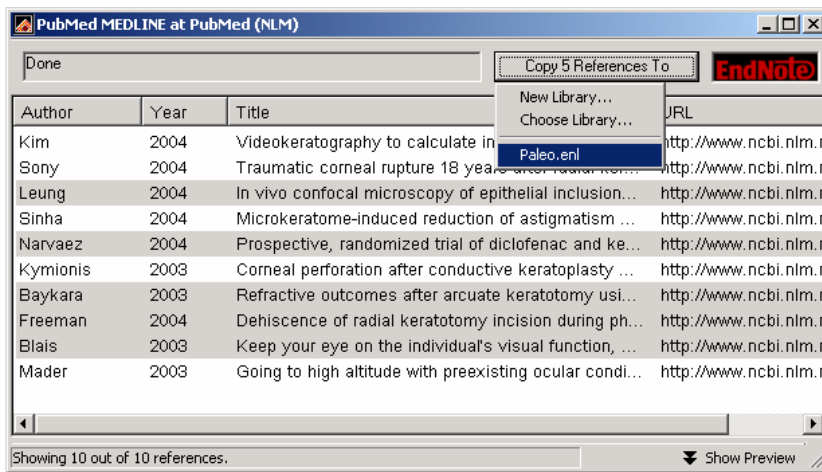 PubMed MEDLINE at PubMed (NLM)
Done
Copy 5 References To
EndNote
New Library...
Choose Library...
Paleo.enl
Author Year Title URL
Kim 2004 Videokeratography to calculate in http://www.ncbi.nlm.r
Sony 2004 Traumatic corneal rupture 18 years after radial ker... http://www.ncbi.nlm.r
Leung 2004 In vivo confocal microscopy of epithelial inclusion... http://www.ncbi.nlm.r
Sinha 2004 Microkeratome-induced reduction of astigmatism ... http://www.ncbi.nlm.r
Narvaez 2004 Prospective, randomized trial of diclofenac and ke... http://www.ncbi.nlm.r
Kymionis 2003 Corneal perforation after conductive keratoplasty ... http://www.ncbi.nlm.r
Baykara 2003 Refractive outcomes after arcuate keratotomy usi... http://www.ncbi.nlm.r
Freeman 2004 Dehiscence of radial keratotomy incision during ph... http://www.ncbi.nlm.r
Blais 2003 Keep your eye on the individual's visual function, ... http://www.ncbi.nlm.r
Mader 2003 Going to high altitude with preexisting ocular condi... http://www.ncbi.nlm.r
Showing 10 out of 10 references.
Show Preview